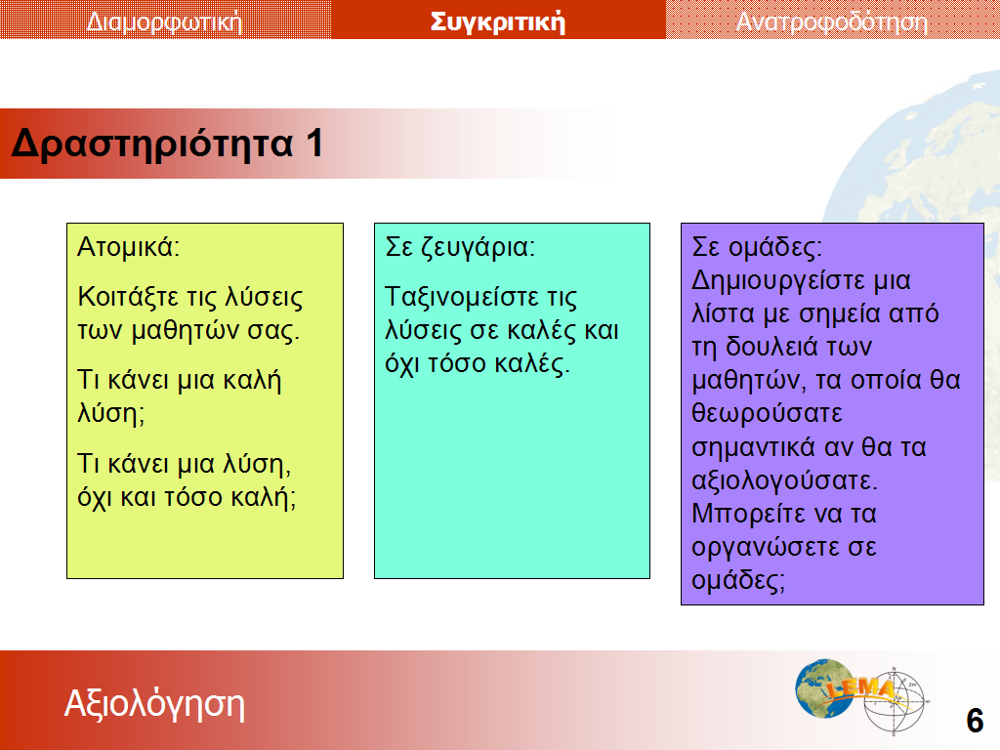 Διαμορφωτική
Συγκριτική
Ανατροφοδότηση
Δραστηριότητα 1
Ατομικά:
Κοιτάξτε τις λύσεις
των μαθητών σας.
Τι κάνει μια καλή
λύση;
Τι κάνει μια λύση,
όχι και τόσο καλή;
Σε ζευγάρια:
Ταξινομείστε τις
λύσεις σε καλές και
όχι τόσο καλές.
Σε ομάδες:
Δημιουργείστε μια
λίστα με σημεία από
τη δουλειά των
μαθητών, τα οποία θα
θεωρούσατε
σημαντικά αν θα τα
αξιολογούσατε.
Μπορείτε να τα
οργανώσετε σε
ομάδες;
Αξιολόγηση
LEMA
6